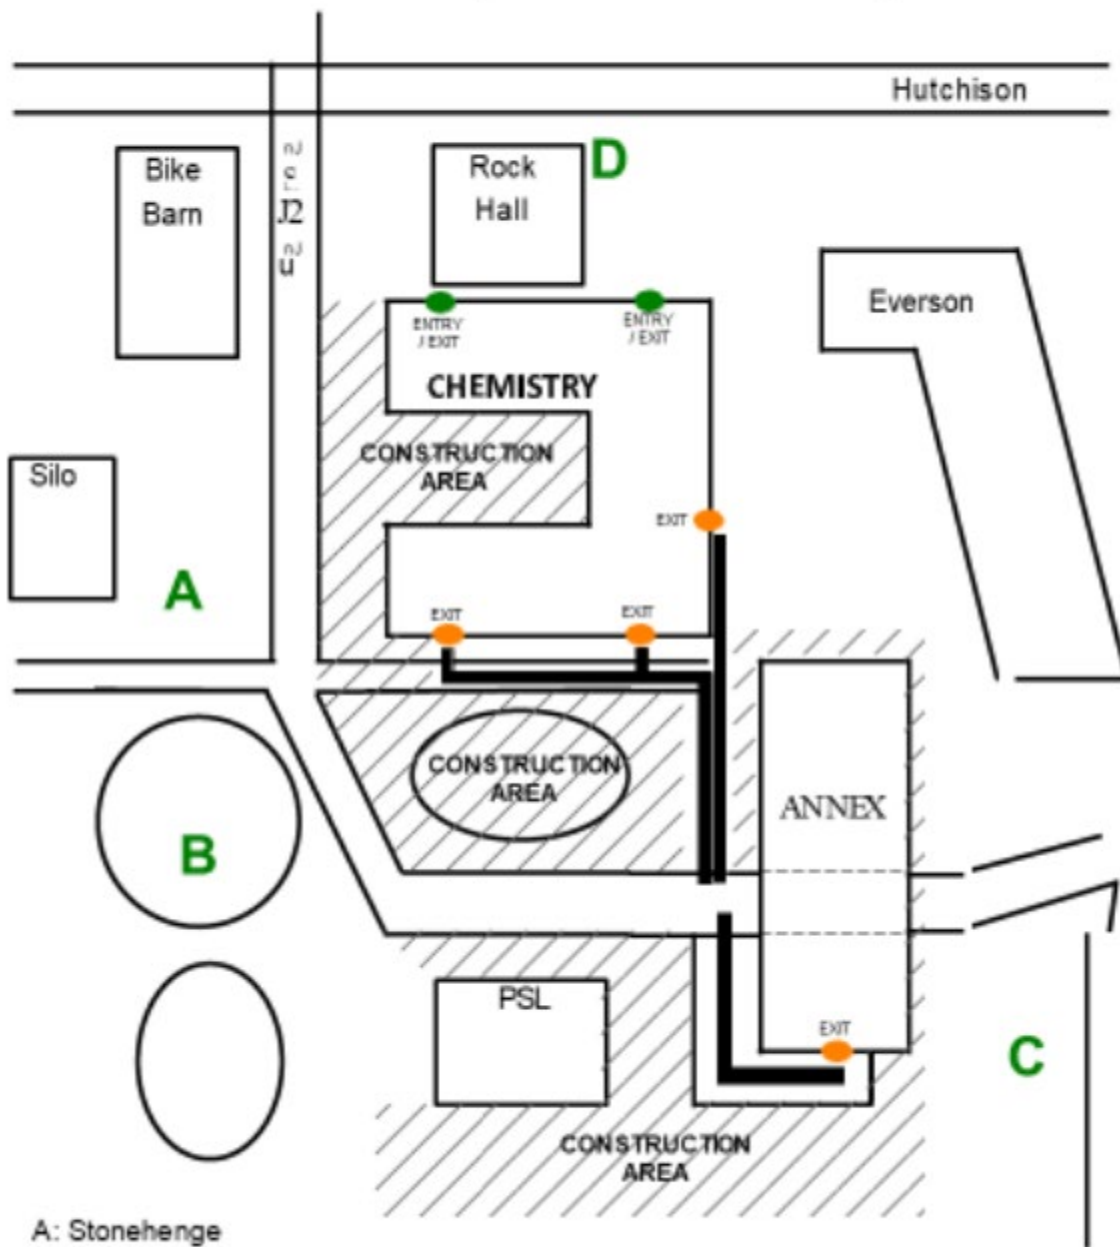 Hutchison
Bike
Barn
Rock
Hall
D
Everson
ENTRY
/ EXIT
ENTRY
/ EXIT
CHEMISTRY
CONSTRUCTION
AREA
Silo
EXIT
A
EXIT
EXIT
CONSTRUCTION
AREA
ANNEX
B
PSL
EXIT
C
CONSTRUCTION
AREA
A: Stonehenge